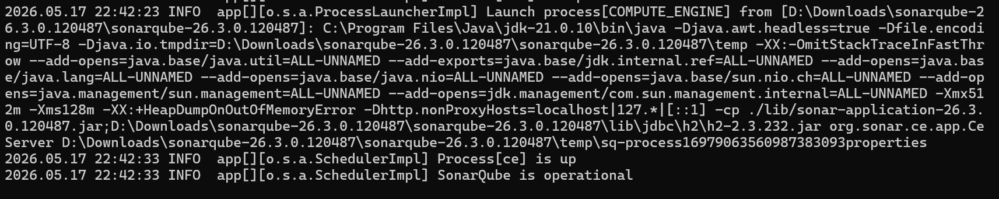 2026.05.17 22:42:23 INFO  app[][o.s.a.ProcessLauncherImpl] Launch process[COMPUTE_ENGINE] from [D:\Downloads\sonarqube-2
6.3.0.120487\sonarqube-26.3.0.120487]: C:\Program Files\Java\jdk-21.0.10\bin\java -Djava.awt.headless=true -Dfile.encodi
ng=UTF-8 -Djava.io.tmpdir=D:\Downloads\sonarqube-26.3.0.120487\sonarqube-26.3.0.120487\temp -XX:-OmitStackTraceInFastThr
ow --add-opens=java.base/java.util=ALL-UNNAMED --add-exports=java.base/jdk.internal.ref=ALL-UNNAMED --add-opens=java.bas
e/java.lang=ALL-UNNAMED --add-opens=java.base/java.nio=ALL-UNNAMED --add-opens=java.base/sun.nio.ch=ALL-UNNAMED --add-op
ens=java.management/sun.management=ALL-UNNAMED --add-opens=jdk.management/com.sun.management.internal=ALL-UNNAMED -Xmx51
2m -Xms128m -XX:+HeapDumpOnOutOfMemoryError -Dhttp.nonProxyHosts=localhost|127.*|[::1] -cp ./lib/sonar-application-26.3.
0.120487.jar;D:\Downloads\sonarqube-26.3.0.120487\sonarqube-26.3.0.120487\lib\jdbc\h2\h2-2.3.232.jar org.sonar.ce.app.Ce
Server D:\Downloads\sonarqube-26.3.0.120487\sonarqube-26.3.0.120487\temp\sq-process16979063560987383093properties
2026.05.17 22:42:33 INFO  app[][o.s.a.SchedulerImpl] Process[ce] is up
2026.05.17 22:42:33 INFO  app[][o.s.a.SchedulerImpl] SonarQube is operational